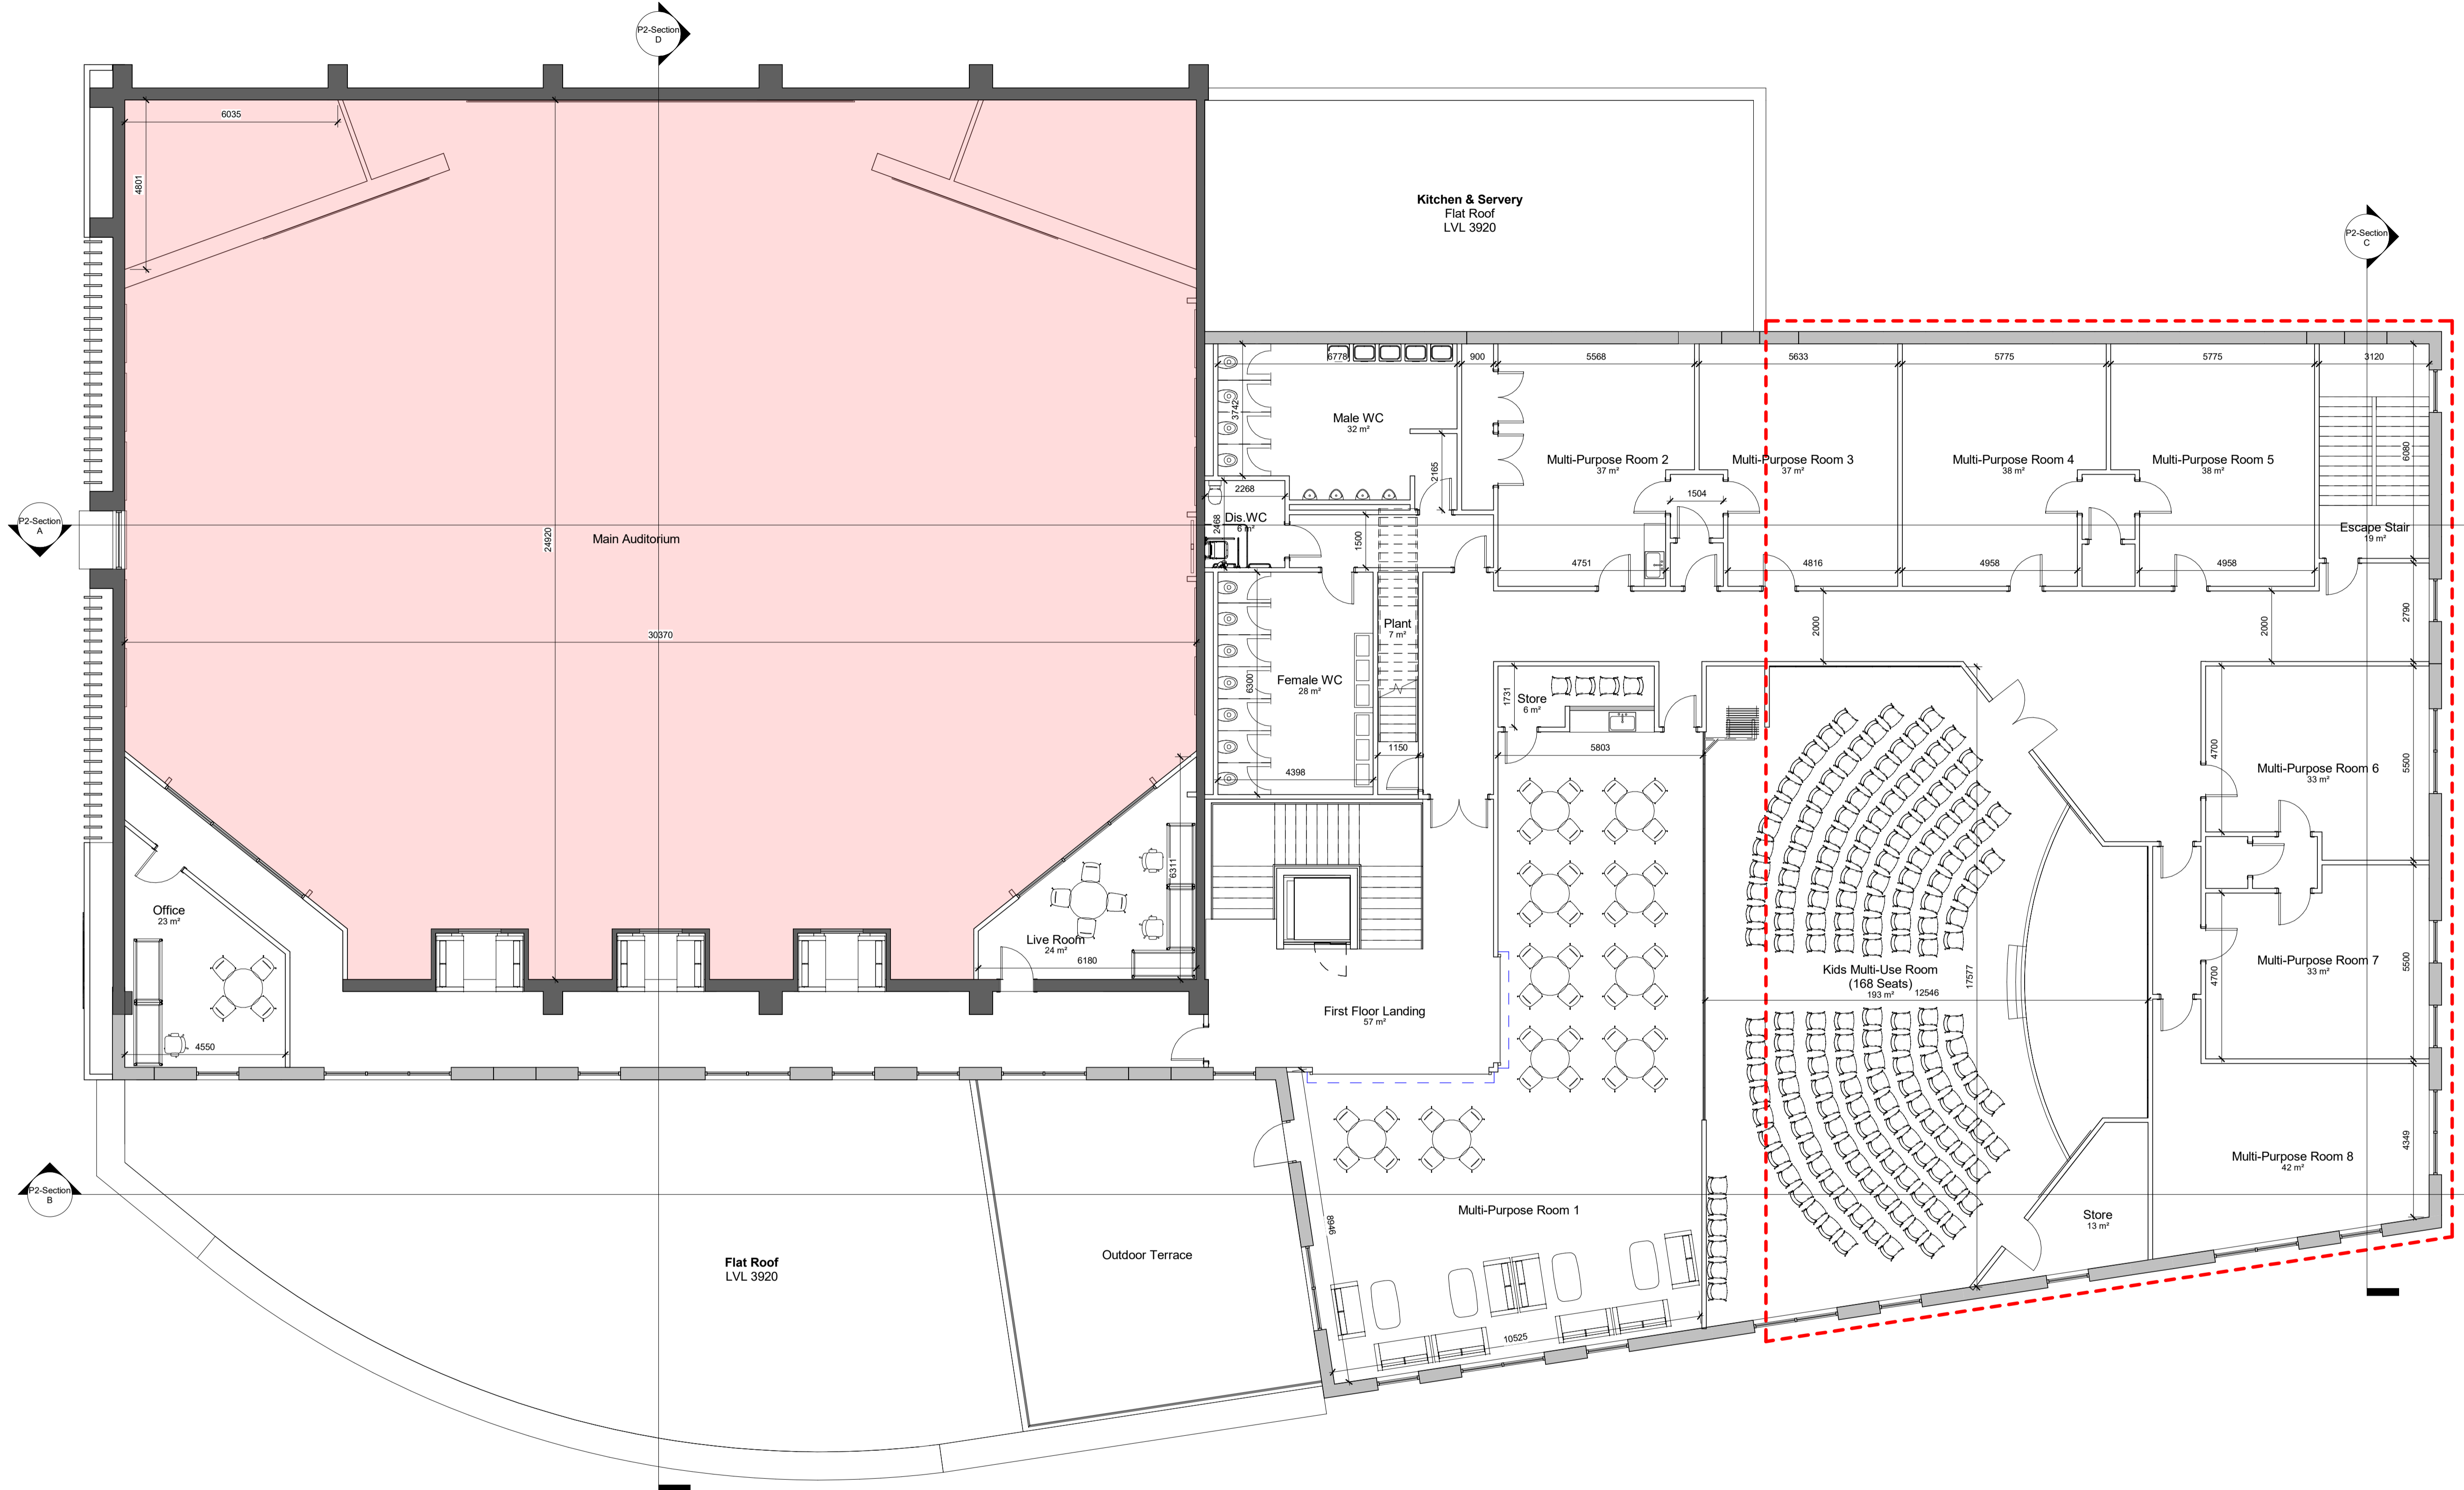 P2-Section
D
6035
4801
Kitchen & Servery
Flat Roof
LVL 3920
P2-Section
C
6778
900
5568
5633
5775
5775
3120
3742
Male WC
32 m²
2165
Multi-Purpose Room 2
37 m²
Multi-Purpose Room 3
37 m²
Multi-Purpose Room 4
38 m²
Multi-Purpose Room 5
38 m²
6080
2268
1504
P2-Section
A
24920
Main Auditorium
2468
Dis.WC
6 m²
1500
Escape Stair
19 m²
4751
4816
4958
4958
30370
Plant
7 m²
2000
2000
2790
Female WC
28 m²
6300
Store
6 m²
1731
1150
5803
4398
4700
Multi-Purpose Room 6
33 m²
5500
6311
Office
23 m²
Live Room
24 m²
6180
Kids Multi-Use Room
(168 Seats)
193 m²
12546
17577
4700
Multi-Purpose Room 7
33 m²
5500
First Floor Landing
57 m²
4550
4349
Multi-Purpose Room 8
42 m²
P2-Section
B
8946
Multi-Purpose Room 1
Store
13 m²
Outdoor Terrace
Flat Roof
LVL 3920
10525